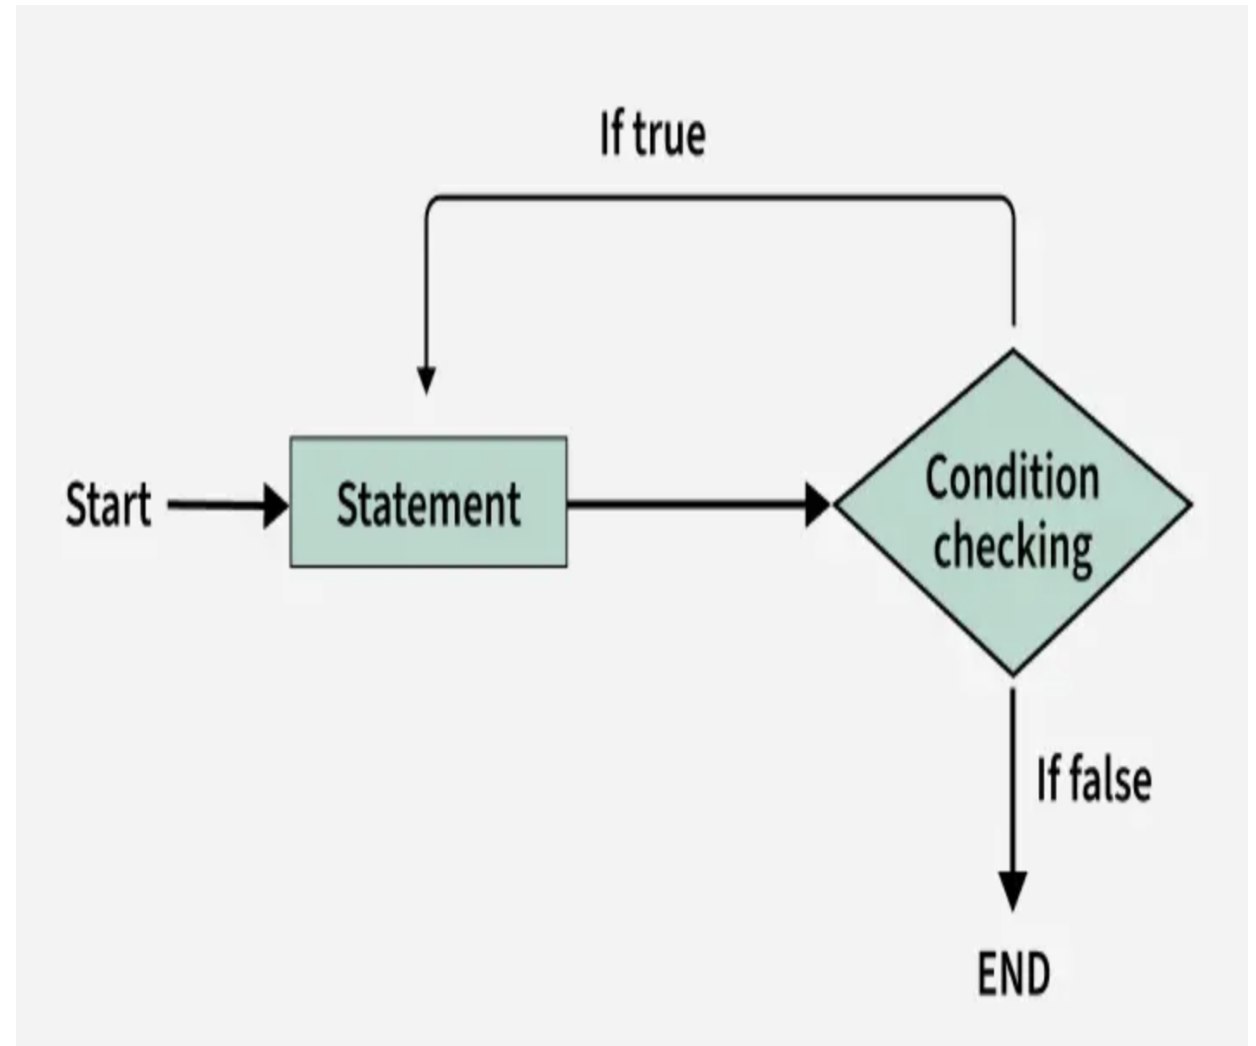 If true
Start
Statement
Condition
checking
If false
END